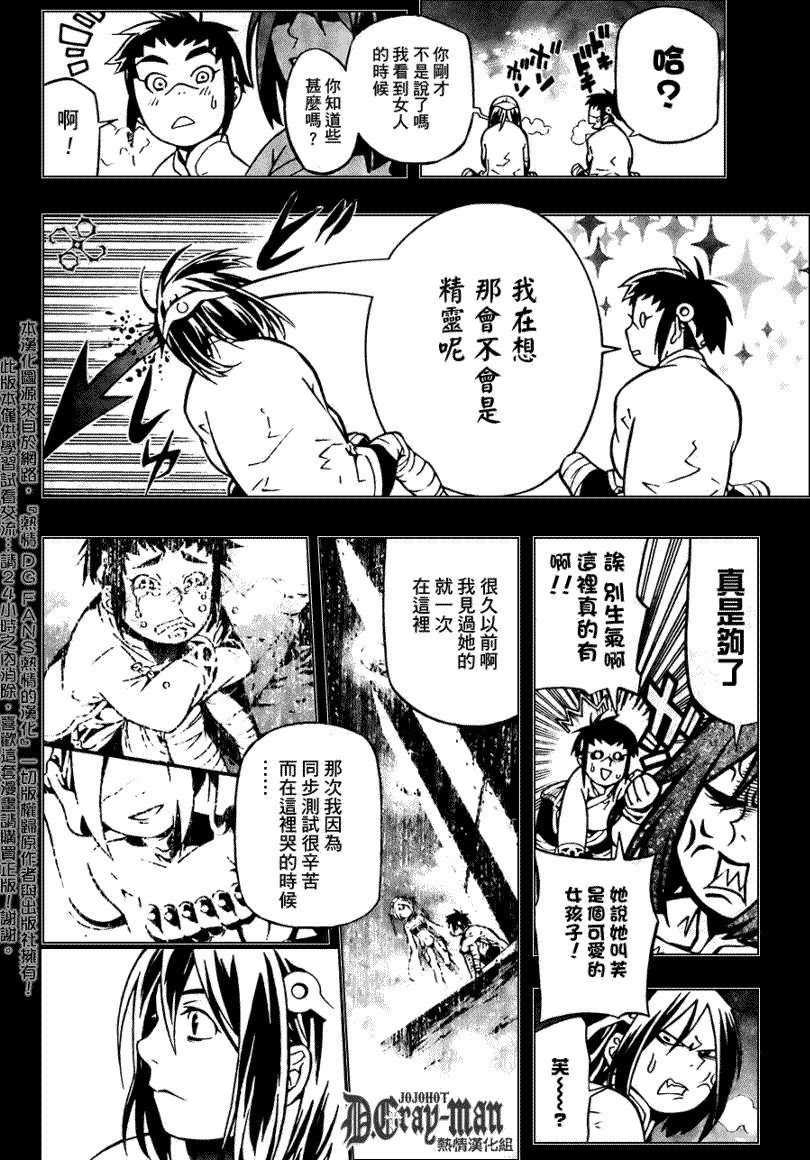 哈？
你剛才
不是說了嗎
我看到女人
的時候
你知道些
甚麼嗎？
啊！
我在想
那會不會是
精靈呢
真是夠了
誒 別生氣啊
這裡真的有
啊!!
她說她叫芙
是個可愛的
女孩子！
芙～～？
很久以前啊
我見過她的
就一次
在這裡
那次我因為
同步測試很辛苦
而在這裡哭的時候
……
JOJOHOT
D.Gray-man
熱情漢化組
本漢化圖源來自於網路，『熱情DG FANS熱情的漢化』一切版權歸原作者與出版社擁有！
此版本僅供學習試看交流…請24小時之內消除，喜歡這套漫畫請購買正版！謝謝。